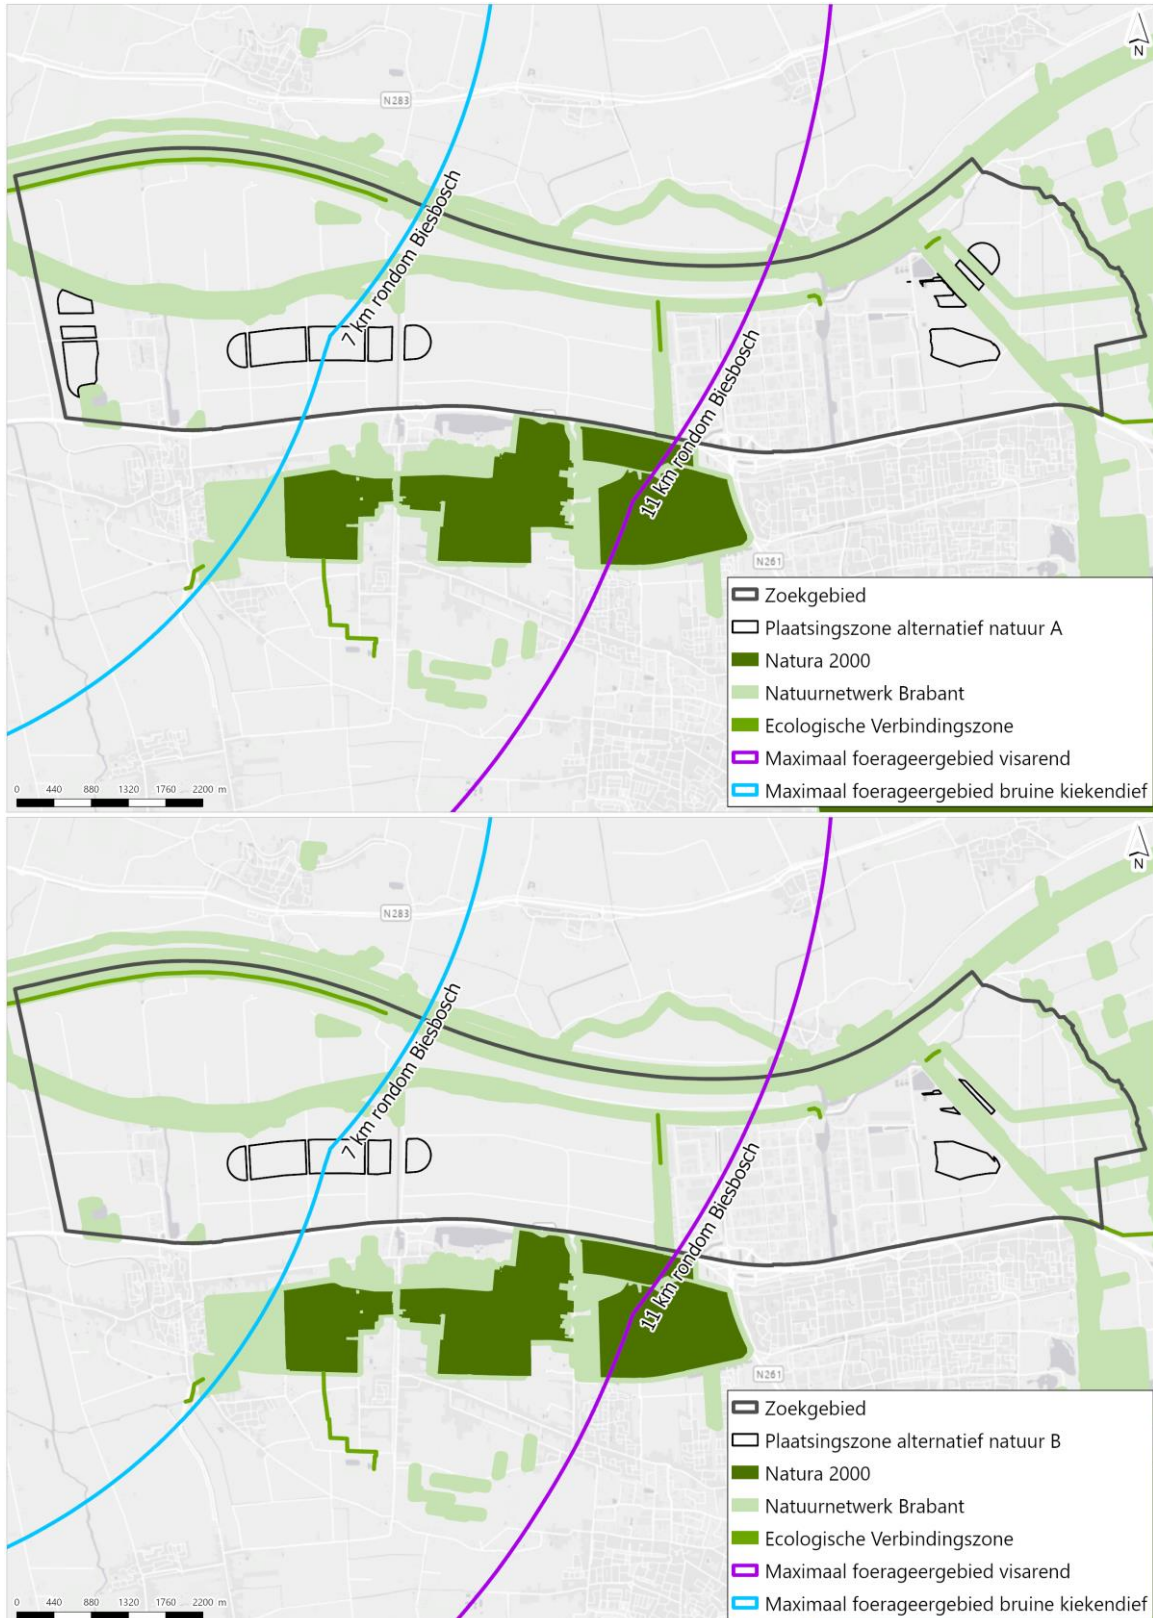 N
N283
7 km rondom Biesbosch
11 km rondom Biesbosch
N261
Zoekgebied
Plaatsingszone alternatief natuur A
Natura 2000
Natuurnetwerk Brabant
Ecologische Verbindingszone
Maximaal foerageergebied visarend
Maximaal foerageergebied bruine kiekendief
0 440 880 1320 1760 2200 m
N
N283
7 km rondom Biesbosch
11 km rondom Biesbosch
N261
Zoekgebied
Plaatsingszone alternatief natuur B
Natura 2000
Natuurnetwerk Brabant
Ecologische Verbindingszone
Maximaal foerageergebied visarend
Maximaal foerageergebied bruine kiekendief
0 440 880 1320 1760 2200 m